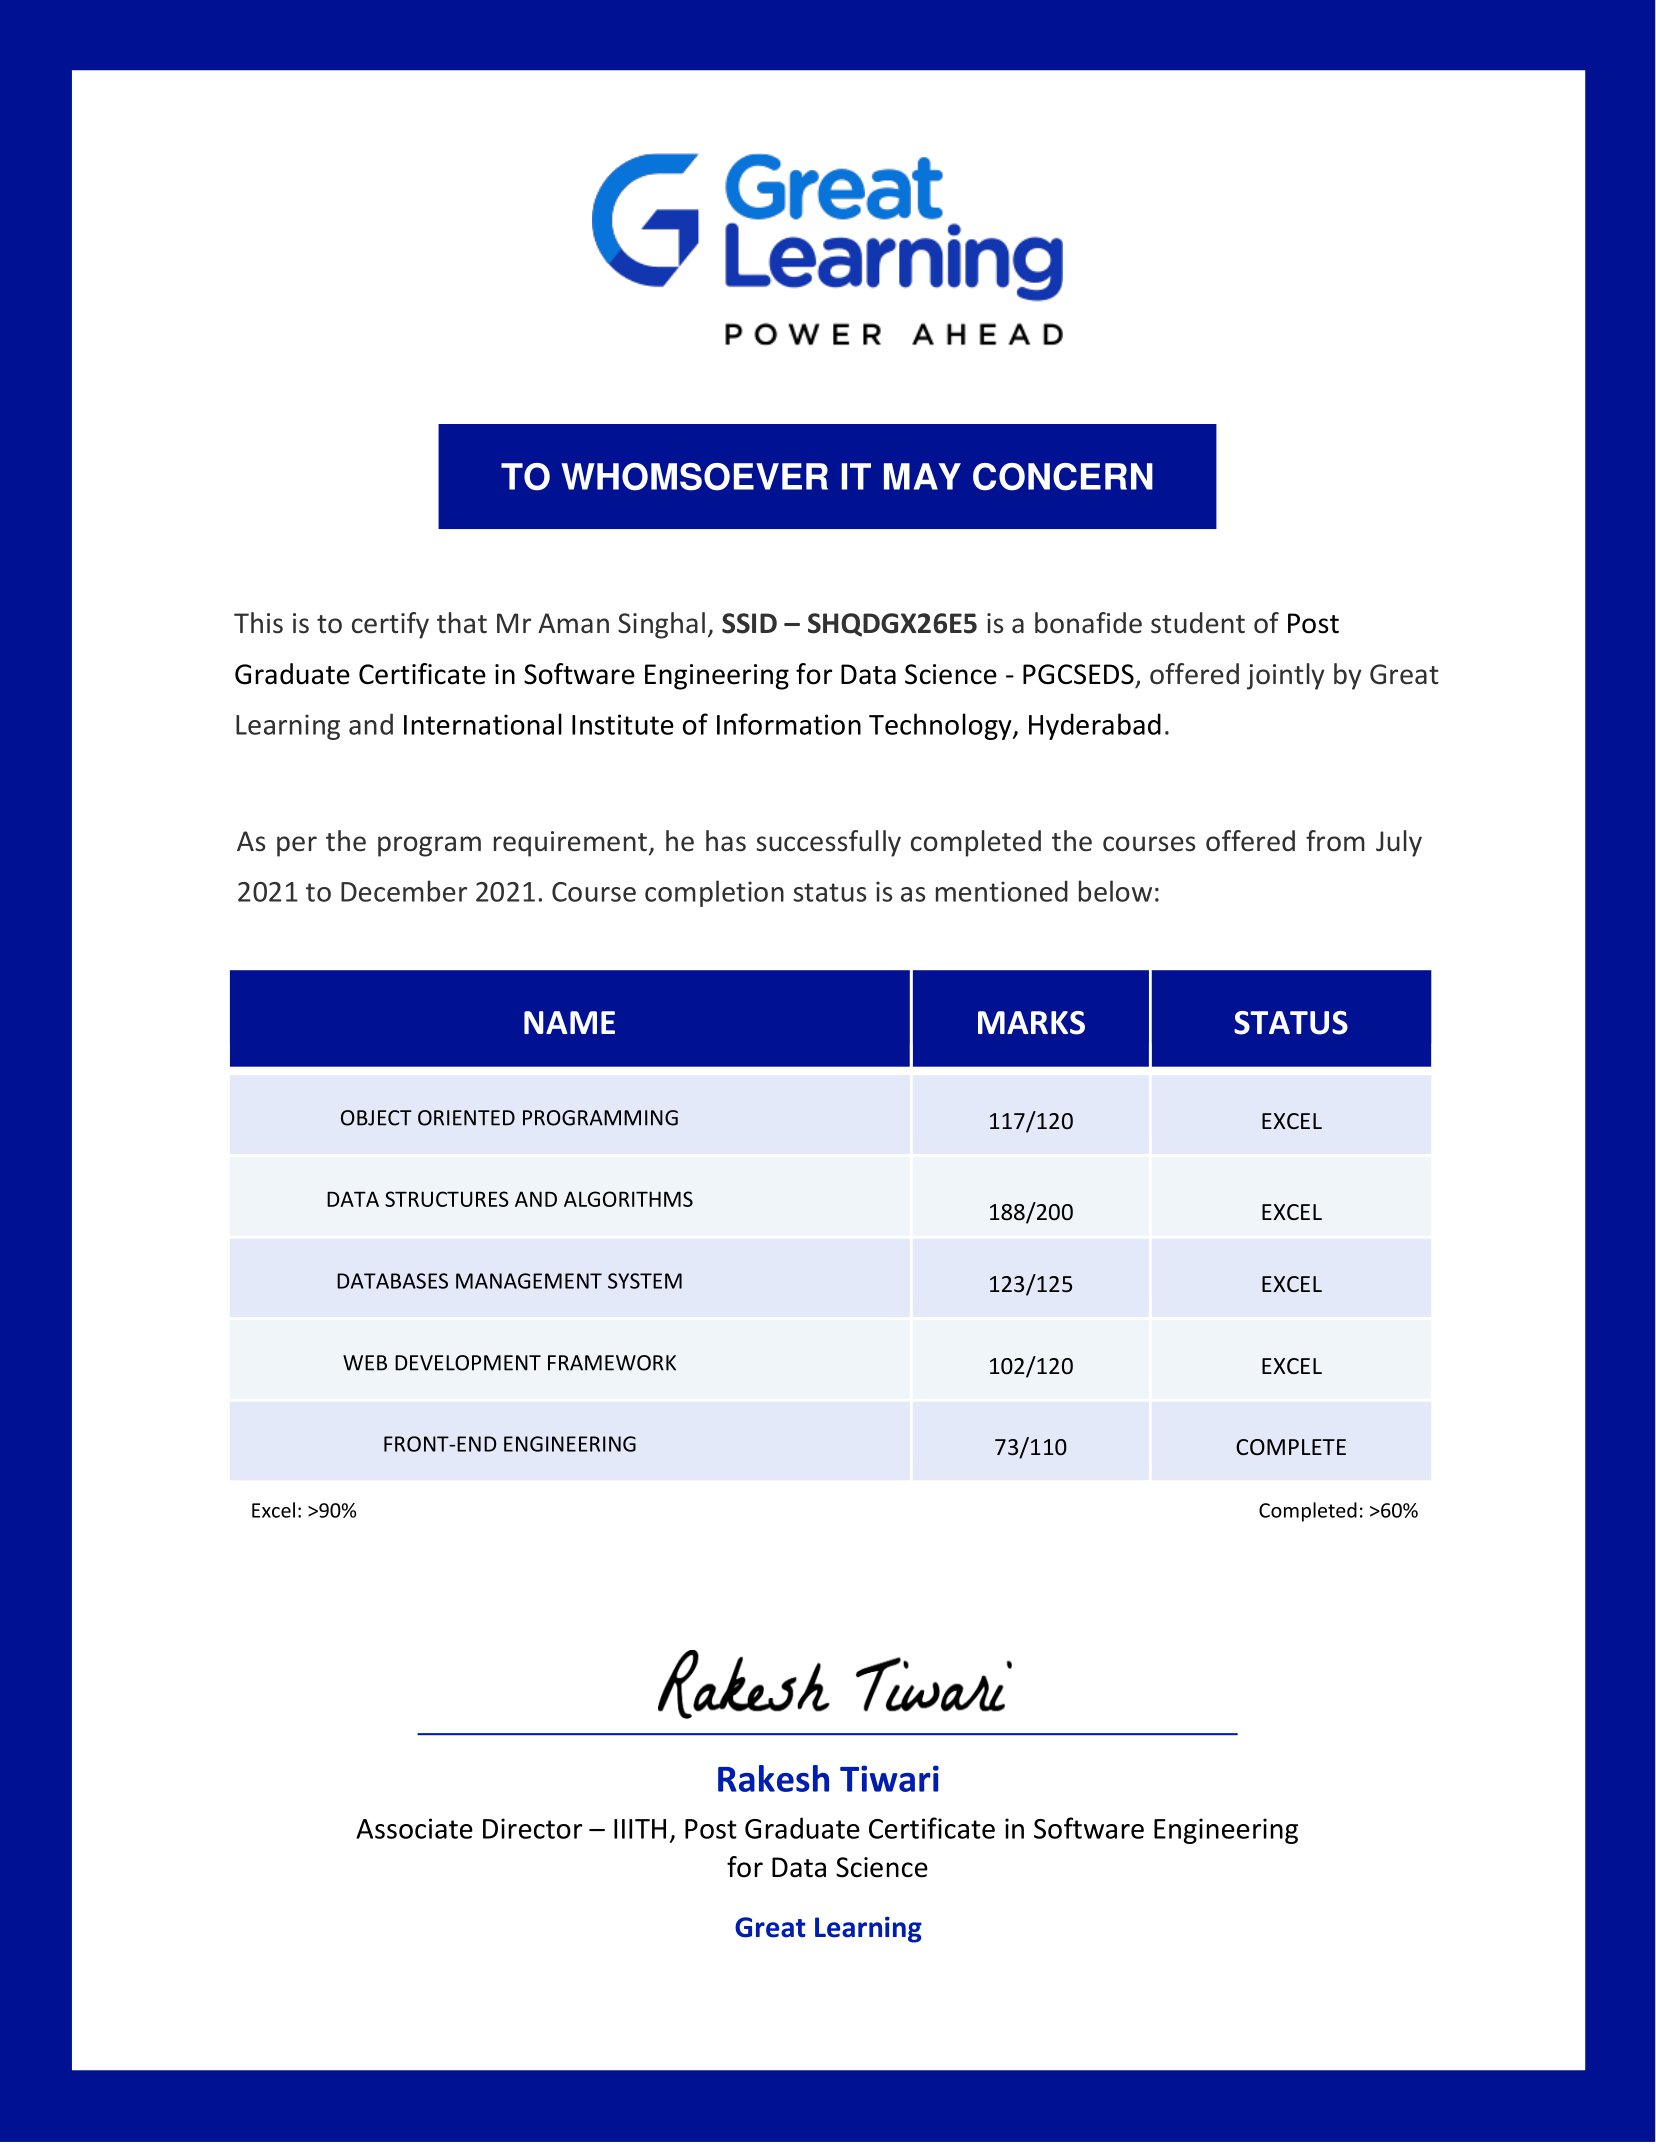 Great
Learning
POWER AHEAD
TO WHOMSOEVER IT MAY CONCERN
This is to certify that Mr Aman Singhal, SSID – SHQDGX26E5 is a bonafide student of Post
Graduate Certificate in Software Engineering for Data Science - PGCSEDS, offered jointly by Great
Learning and International Institute of Information Technology, Hyderabad.
As per the program requirement, he has successfully completed the courses offered from July
2021 to December 2021. Course completion status is as mentioned below:
NAME MARKS STATUS
OBJECT ORIENTED PROGRAMMING 117/120 EXCEL
DATA STRUCTURES AND ALGORITHMS 188/200 EXCEL
DATABASES MANAGEMENT SYSTEM 123/125 EXCEL
WEB DEVELOPMENT FRAMEWORK 102/120 EXCEL
FRONT-END ENGINEERING 73/110 COMPLETE
Excel: >90% Completed: >60%
Rakesh Tiwari
Rakesh Tiwari
Associate Director – IIITH, Post Graduate Certificate in Software Engineering
for Data Science
Great Learning